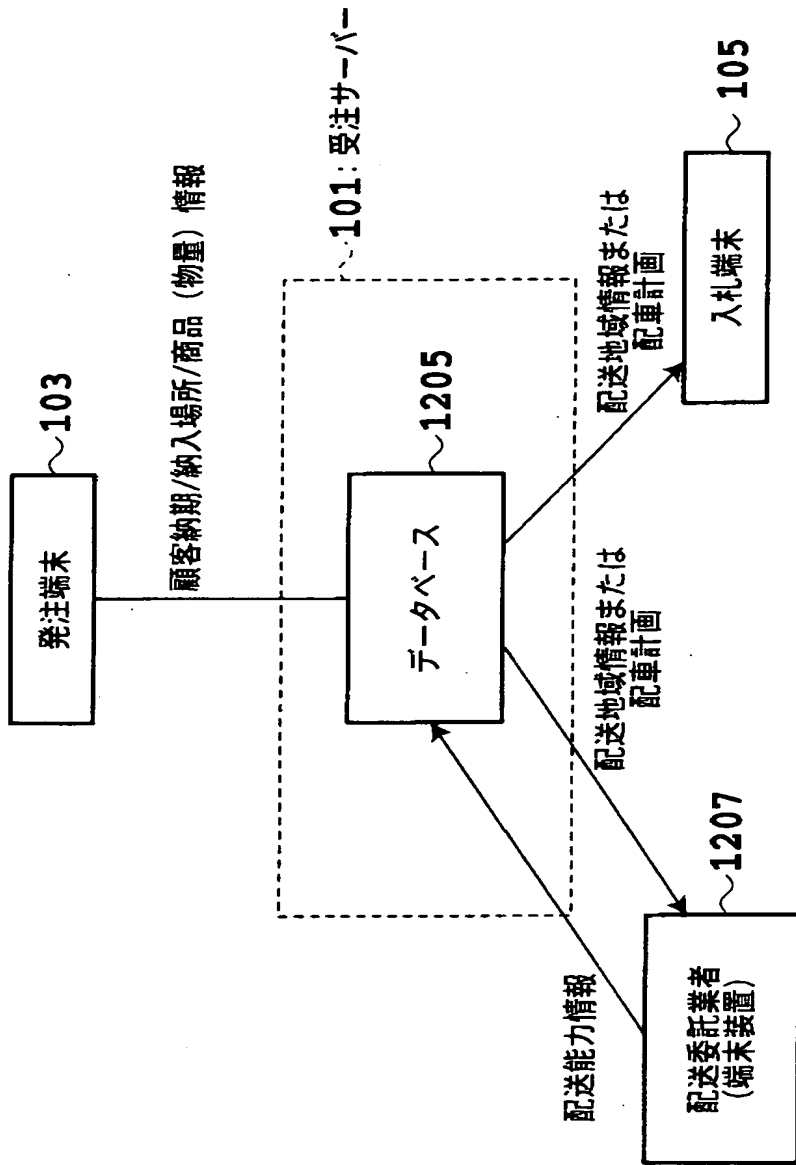 発注端末
103
顧客納期/納入場所/商品（物量）情報
101:受注サーバー
データベース
1205
配送能力情報
配送地域情報または
配車計画
配送地域情報または
配車計画
配送委託業者
(端末装置)
1207
入札端末
105